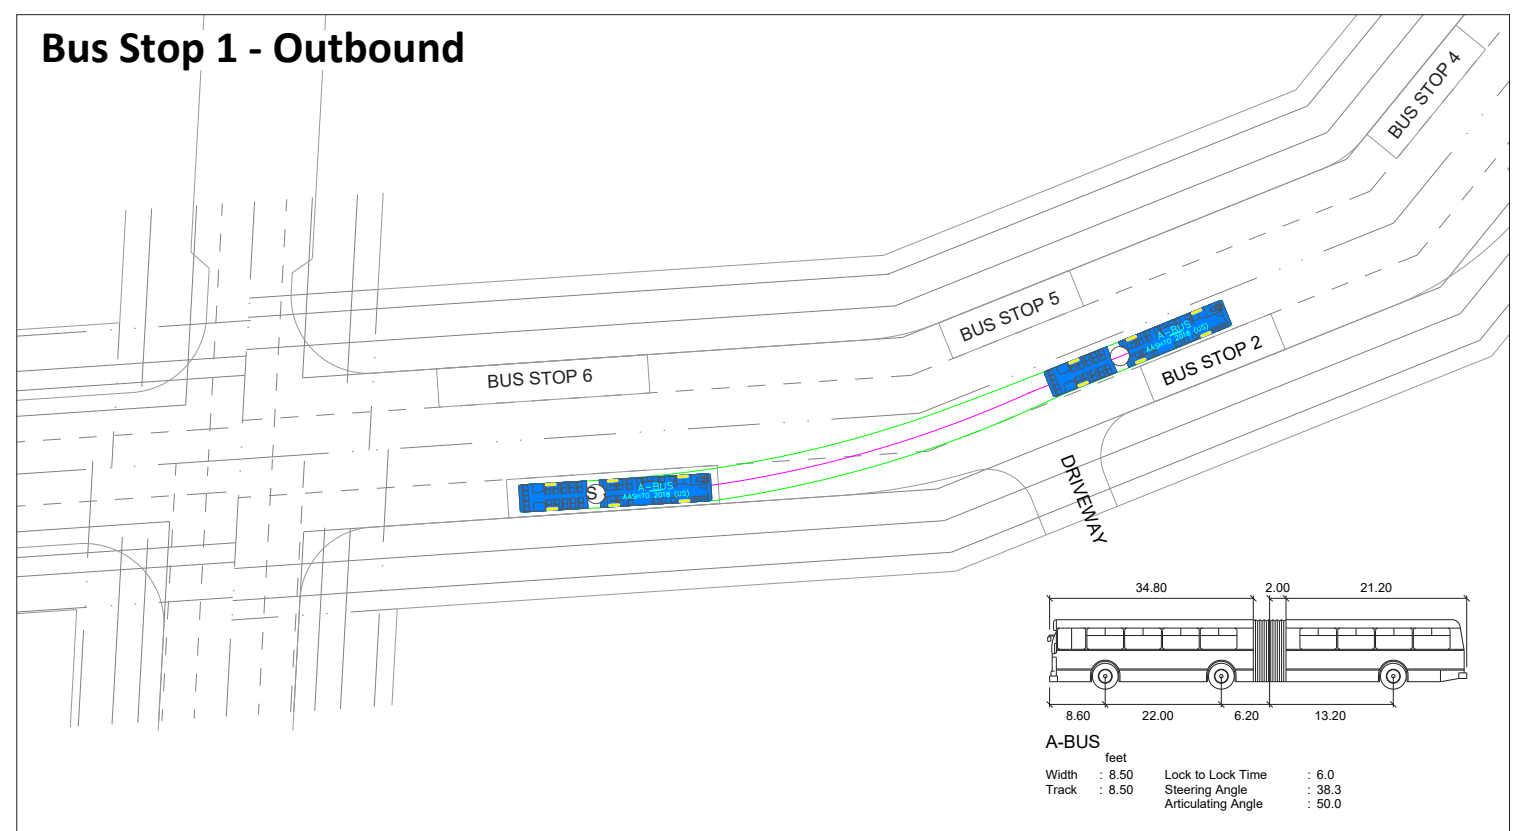 Bus Stop 1 - Outbound
BUS STOP 4
BUS STOP 5
A-BUS
AASHTO 2018 (US)
BUS STOP 2
BUS STOP 6
S
A-BUS
AASHTO 2018 (US)
DRIVEWAY
34.80 2.00 21.20
8.60 22.00 6.20 13.20
A-BUS
feet
Width : 8.50 Lock to Lock Time : 6.0
Track : 8.50 Steering Angle : 38.3
Articulating Angle : 50.0